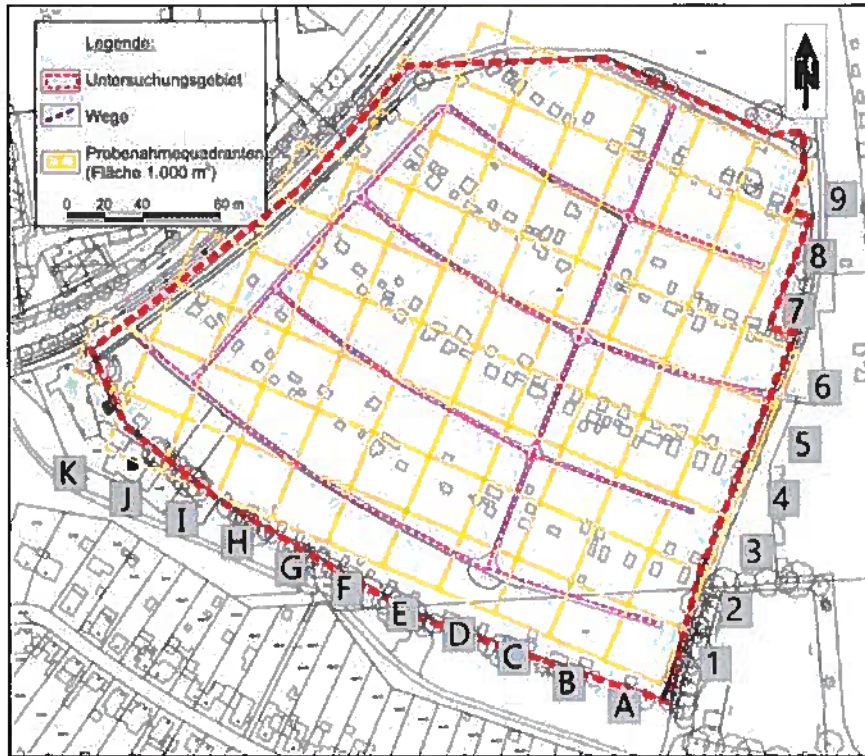 Legende:
Untersuchungsgebiet
Wege
Probenahmequadranten
(Fläche 1.000 m²)
0 20 40 60 m
N
9
8
7
6
5
4
3
2
1
K
J
I
H
G
F
E
D
C
B
A